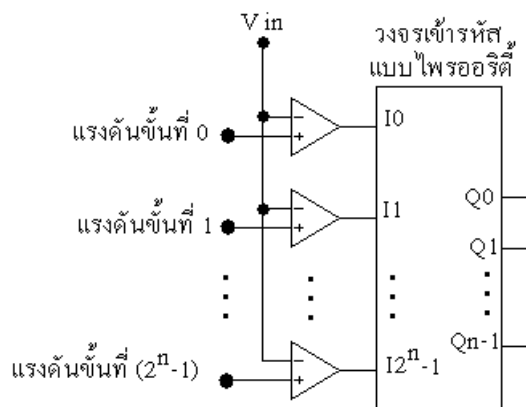 V in
วงจรเข้ารหัส
แบบไพรออริตี้
แรงดันขั้นที่ 0
-
+
I0
แรงดันขั้นที่ 1
-
+
I1
Q0
Q1
Qn-1
แรงดันขั้นที่ (2ⁿ-1)
-
+
I2ⁿ-1